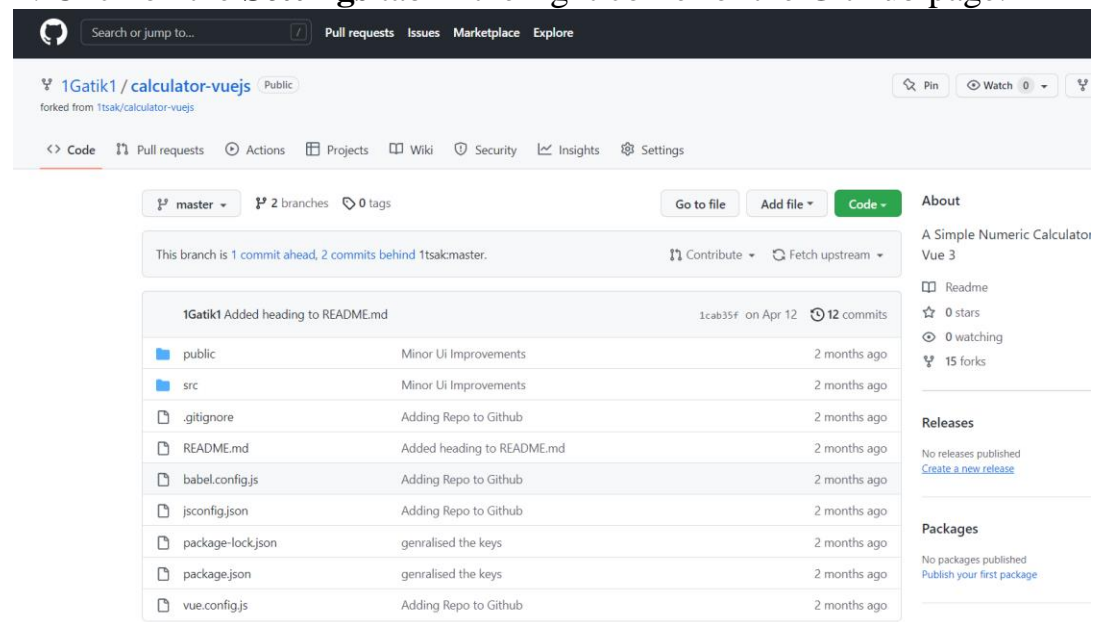 Search or jump to... / Pull requests Issues Marketplace Explore
1Gatik1 / calculator-vuejs Public Pin Watch 0
forked from 1tsak/calculator-vuejs
<> Code Pull requests Actions Projects Wiki Security Insights Settings
master 2 branches 0 tags Go to file Add file Code
This branch is 1 commit ahead, 2 commits behind 1tsak:master. Contribute Fetch upstream
1Gatik1 Added heading to README.md 1cab35f on Apr 12 12 commits
public Minor Ui Improvements 2 months ago
src Minor Ui Improvements 2 months ago
.gitignore Adding Repo to Github 2 months ago
README.md Added heading to README.md 2 months ago
babel.config.js Adding Repo to Github 2 months ago
jsconfig.json Adding Repo to Github 2 months ago
package-lock.json genralised the keys 2 months ago
package.json genralised the keys 2 months ago
vue.config.js Adding Repo to Github 2 months ago
About
A Simple Numeric Calculator
Vue 3
Readme
0 stars
0 watching
15 forks
Releases
No releases published
Create a new release
Packages
No packages published
Publish your first package